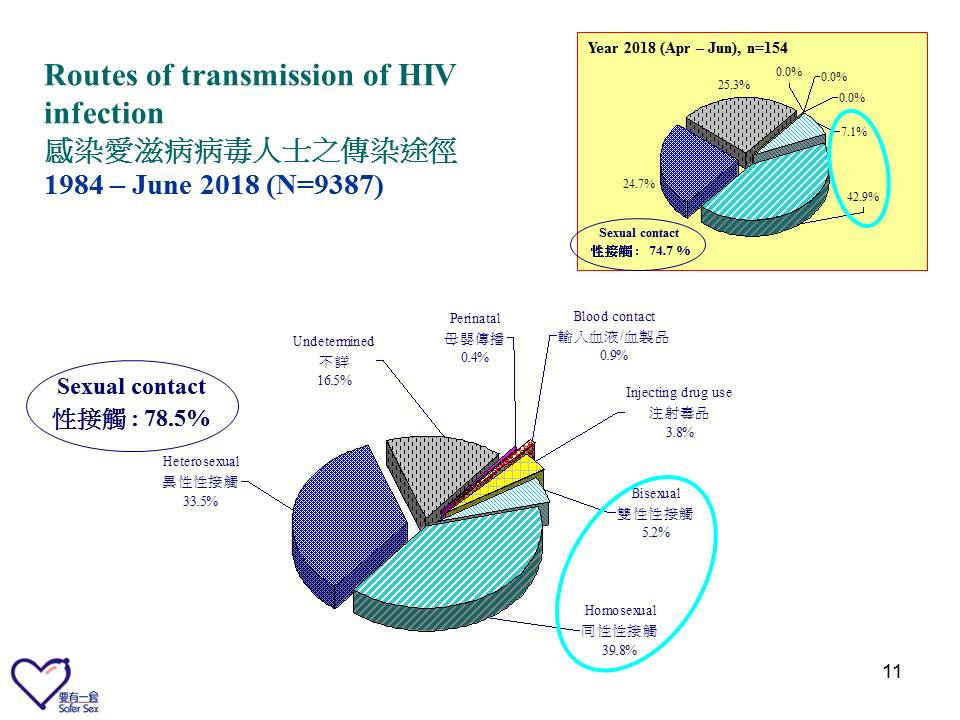 Routes of transmission of HIV
infection
感染愛滋病病毒人士之傳染途徑
1984 – June 2018 (N=9387)
Year 2018 (Apr – Jun), n=154
25.3%
0.0%
0.0%
0.0%
7.1%
42.9%
24.7%
Sexual contact
性接觸 : 74.7 %
Sexual contact
性接觸 : 78.5%
Undetermined
不詳
16.5%
Perinatal
母嬰傳播
0.4%
Blood contact
輸入血液/血製品
0.9%
Injecting drug use
注射毒品
3.8%
Heterosexual
異性性接觸
33.5%
Bisexual
雙性性接觸
5.2%
Homosexual
同性性接觸
39.8%
要有一套
Safer Sex
11